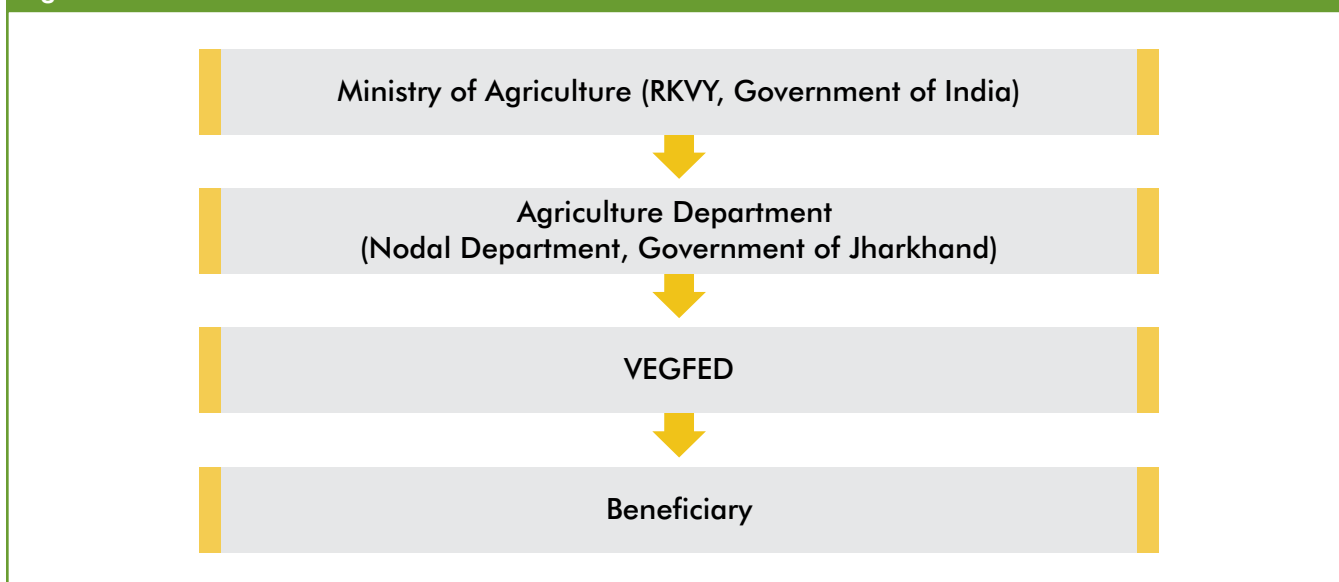 Ministry of Agriculture (RKVY, Government of India)
Agriculture Department
(Nodal Department, Government of Jharkhand)
VEGFED
Beneficiary